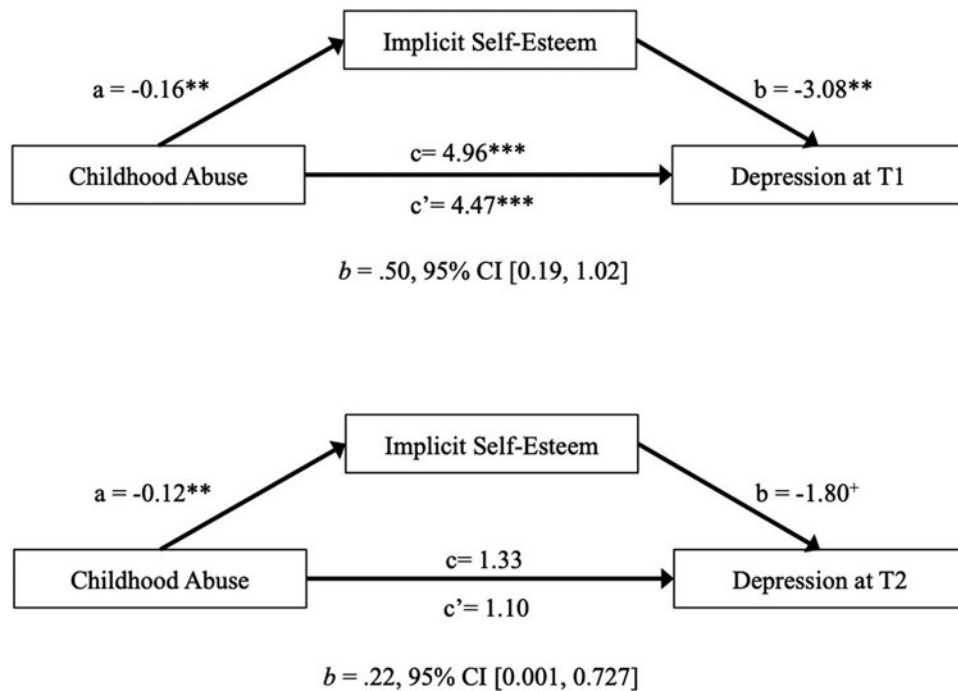 Implicit Self-Esteem
a = -0.16**
b = -3.08**
c= 4.96***
Childhood Abuse
Depression at T1
c’= 4.47***
b = .50, 95% CI [0.19, 1.02]
Implicit Self-Esteem
a = -0.12**
b = -1.80⁺
c= 1.33
Childhood Abuse
Depression at T2
c’= 1.10
b = .22, 95% CI [0.001, 0.727]